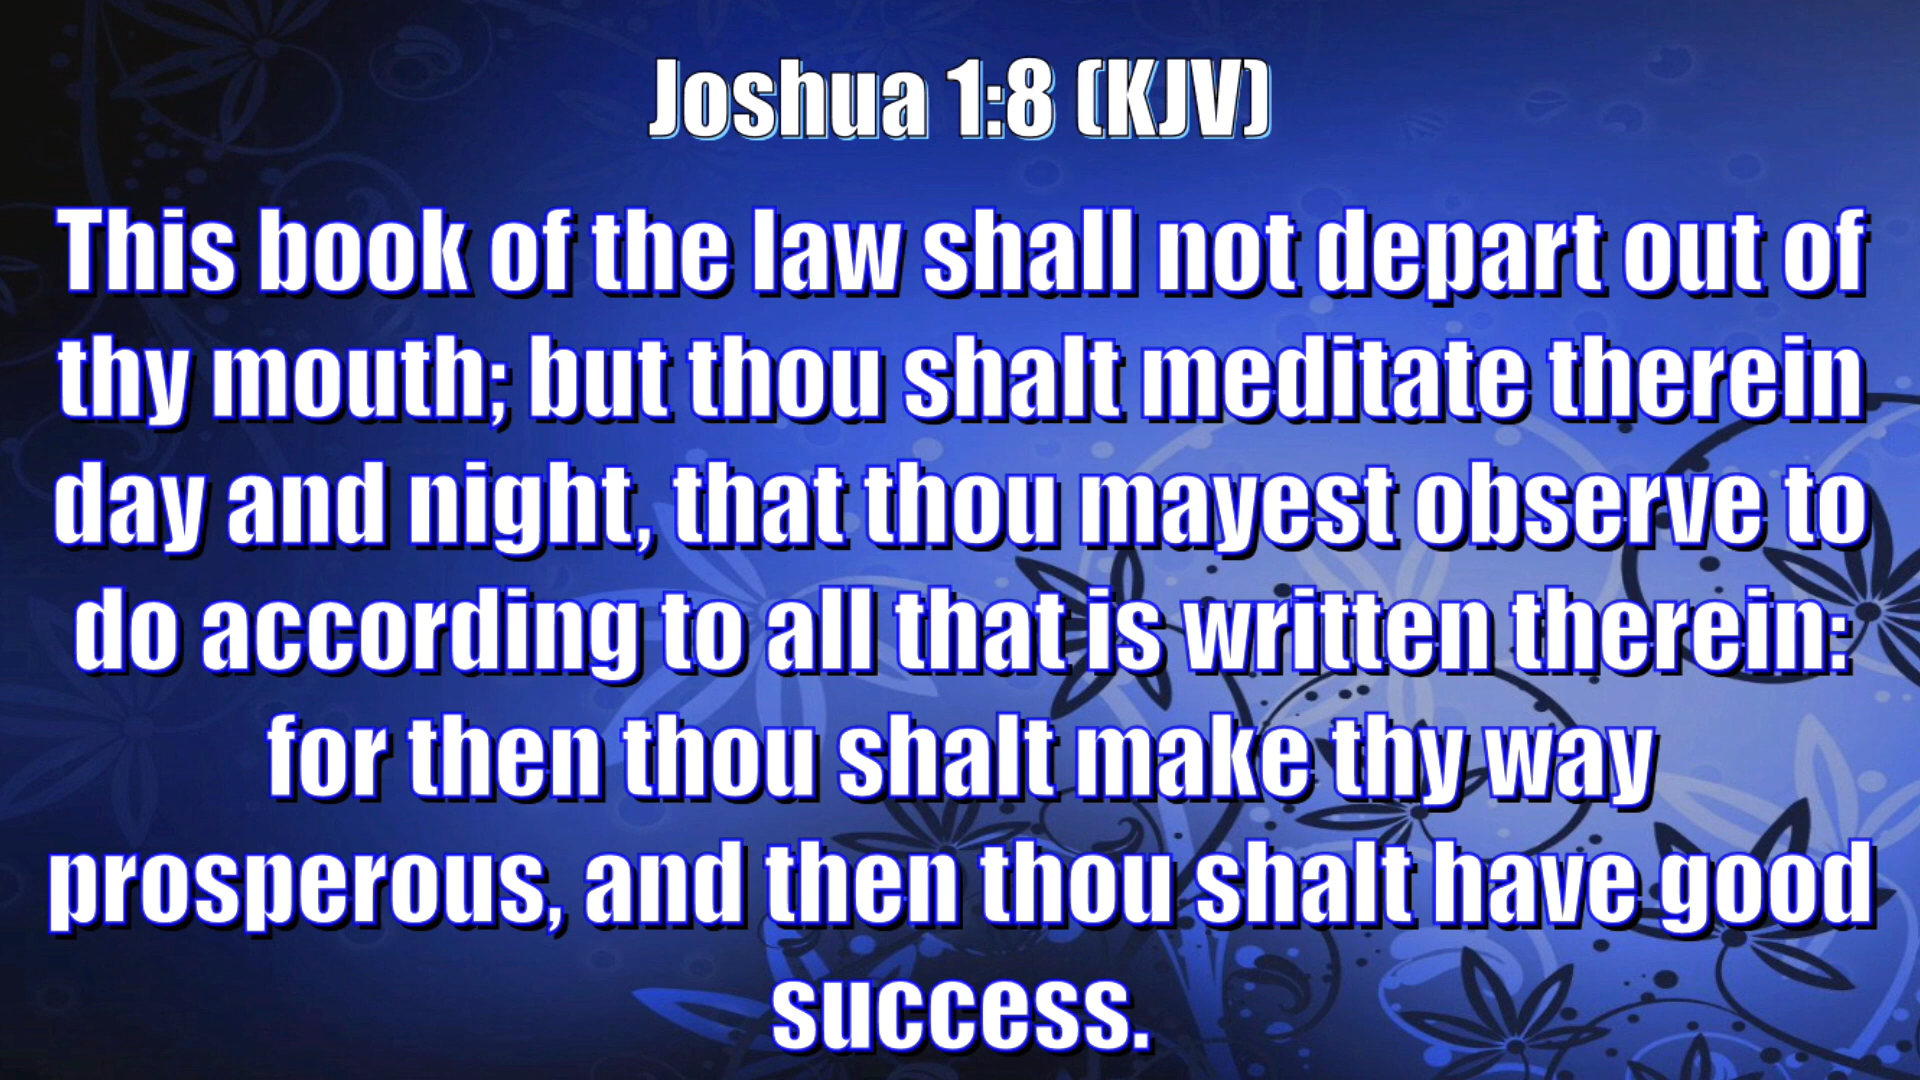 Joshua 1:8 (KJV)
This book of the law shall not depart out of
thy mouth; but thou shalt meditate therein
day and night, that thou mayest observe to
do according to all that is written therein:
for then thou shalt make thy way
prosperous, and then thou shalt have good
success.